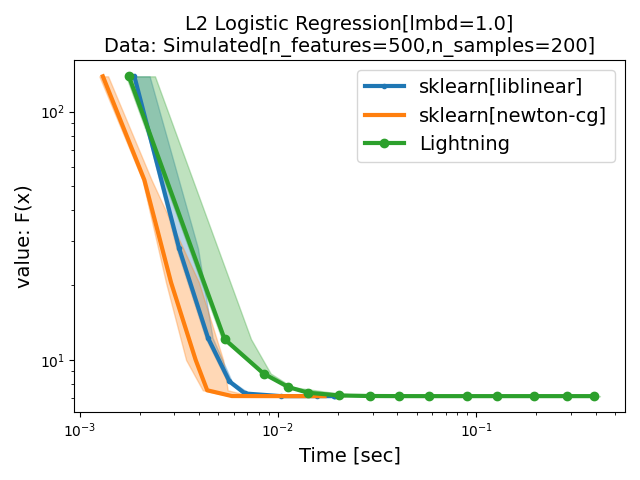 L2 Logistic Regression[lmbd=1.0]
Data: Simulated[n_features=500,n_samples=200]
sklearn[liblinear]
sklearn[newton-cg]
Lightning
value: F(x)
10²
10¹
10⁻³
10⁻²
10⁻¹
Time [sec]